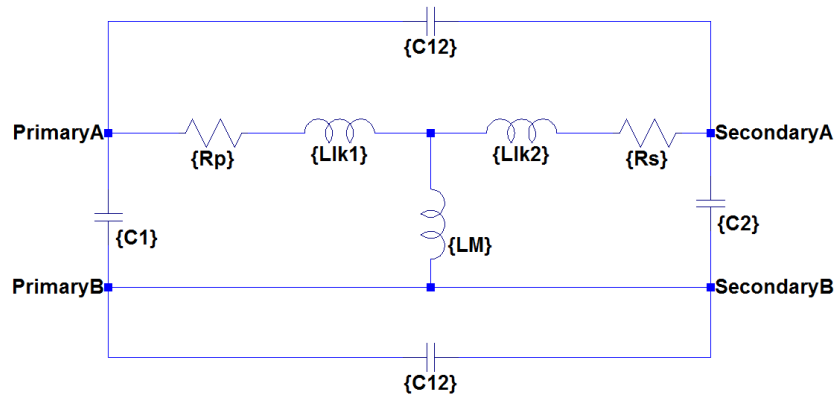 {C12}
PrimaryA
SecondaryA
{Rp}
{Llk1}
{Llk2}
{Rs}
{C1}
{LM}
{C2}
PrimaryB
SecondaryB
{C12}